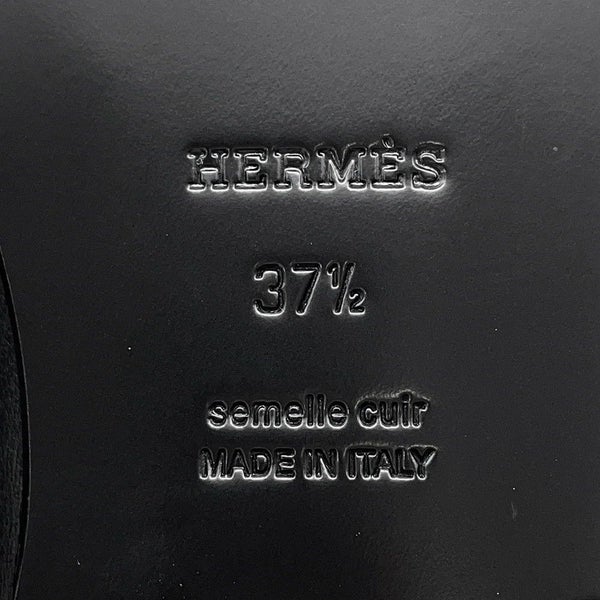 HERMÈS
37½
semelle cuir
MADE IN ITALY